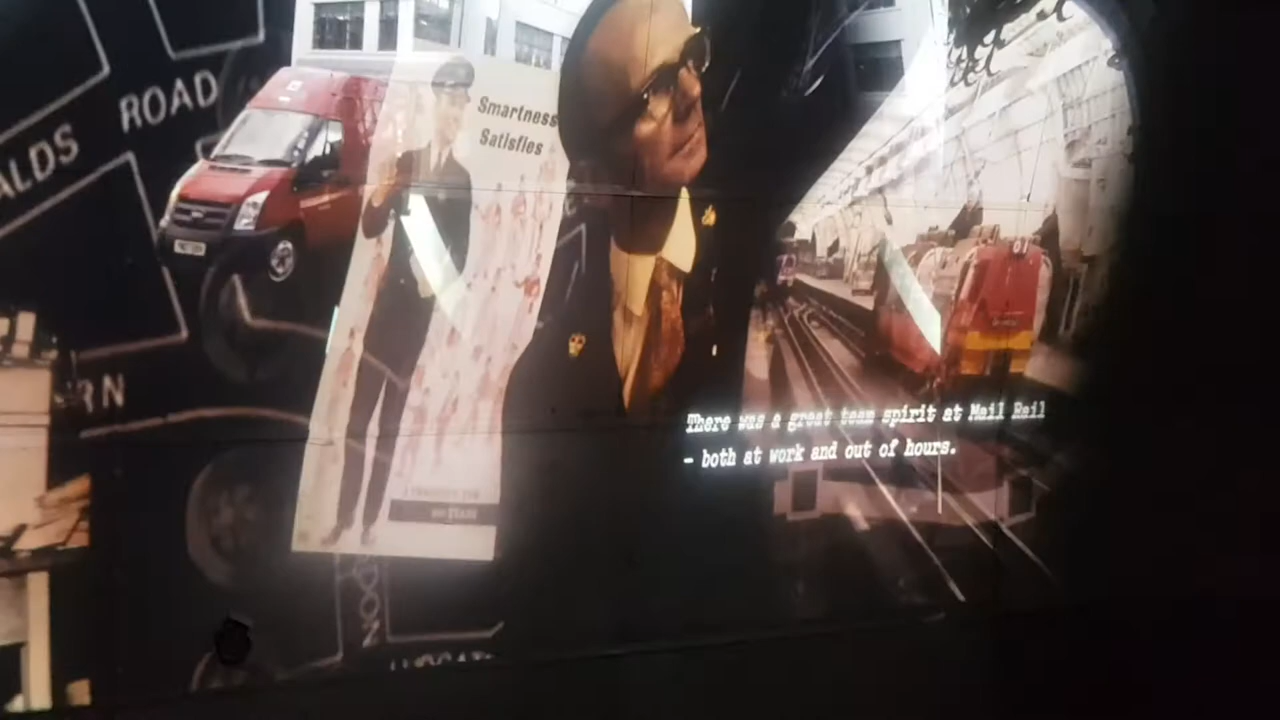 ROAD
ALDS
Smartness
Satisfies
RN
There was a great team spirit at Mail Rail
- both at work and out of hours.